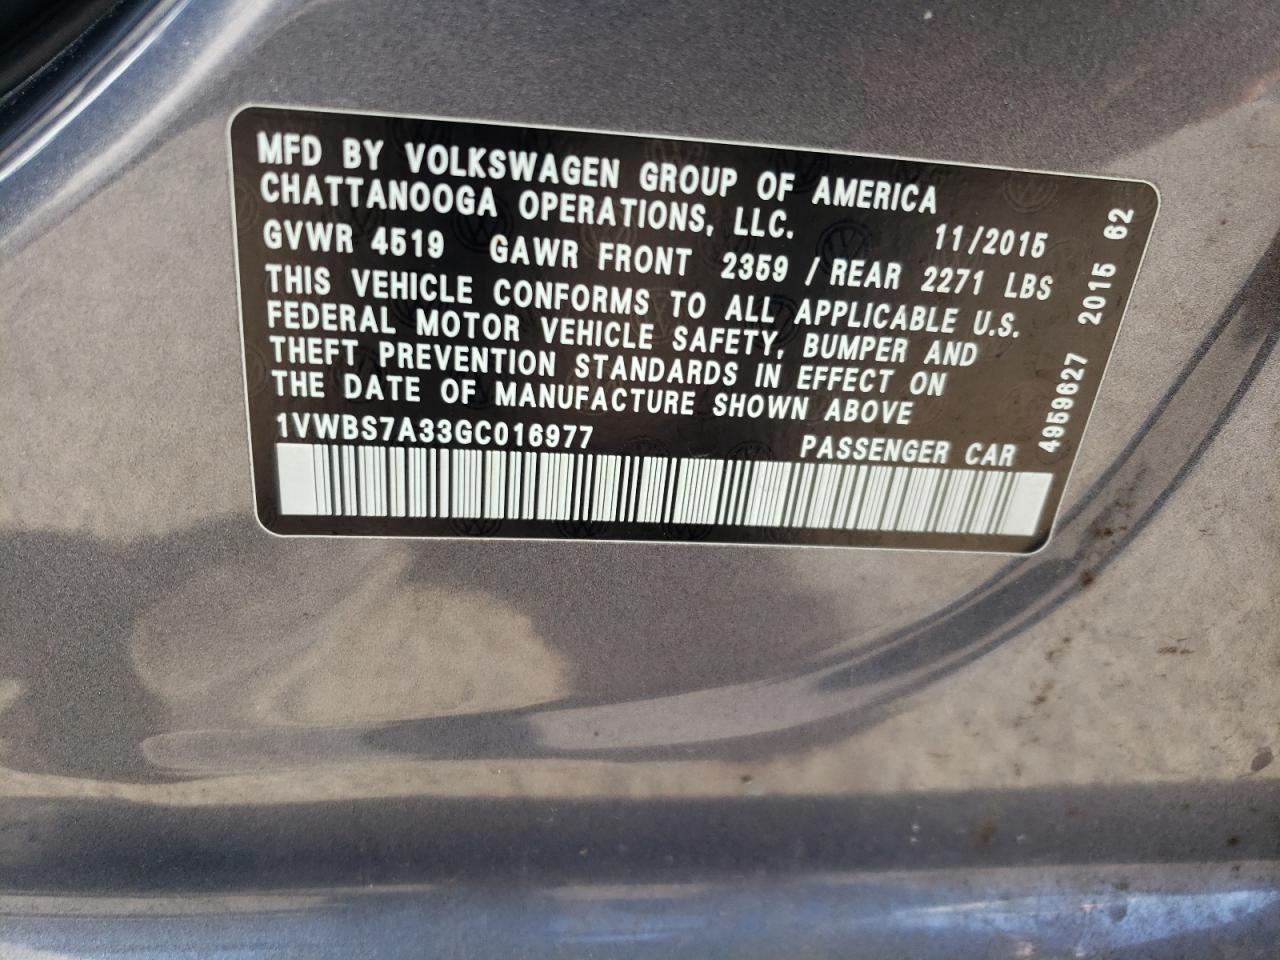 MFD BY VOLKSWAGEN GROUP OF AMERICA
CHATTANOOGA OPERATIONS, LLC. 11/2015
GVWR 4519 GAWR FRONT 2359 / REAR 2271 LBS
THIS VEHICLE CONFORMS TO ALL APPLICABLE U.S.
FEDERAL MOTOR VEHICLE SAFETY, BUMPER AND
THEFT PREVENTION STANDARDS IN EFFECT ON
THE DATE OF MANUFACTURE SHOWN ABOVE
1VWBS7A33GC016977 PASSENGER CAR
4959627 2015 62